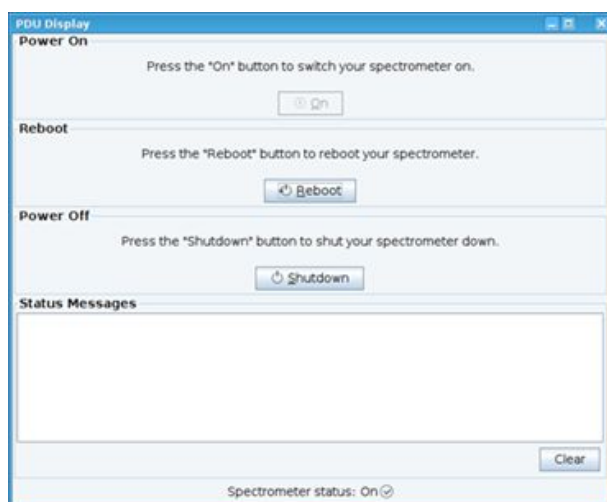 PDU Display
Power On
Press the "On" button to switch your spectrometer on.
On
Reboot
Press the "Reboot" button to reboot your spectrometer.
Reboot
Power Off
Press the "Shutdown" button to shut your spectrometer down.
Shutdown
Status Messages
Clear
Spectrometer status: On